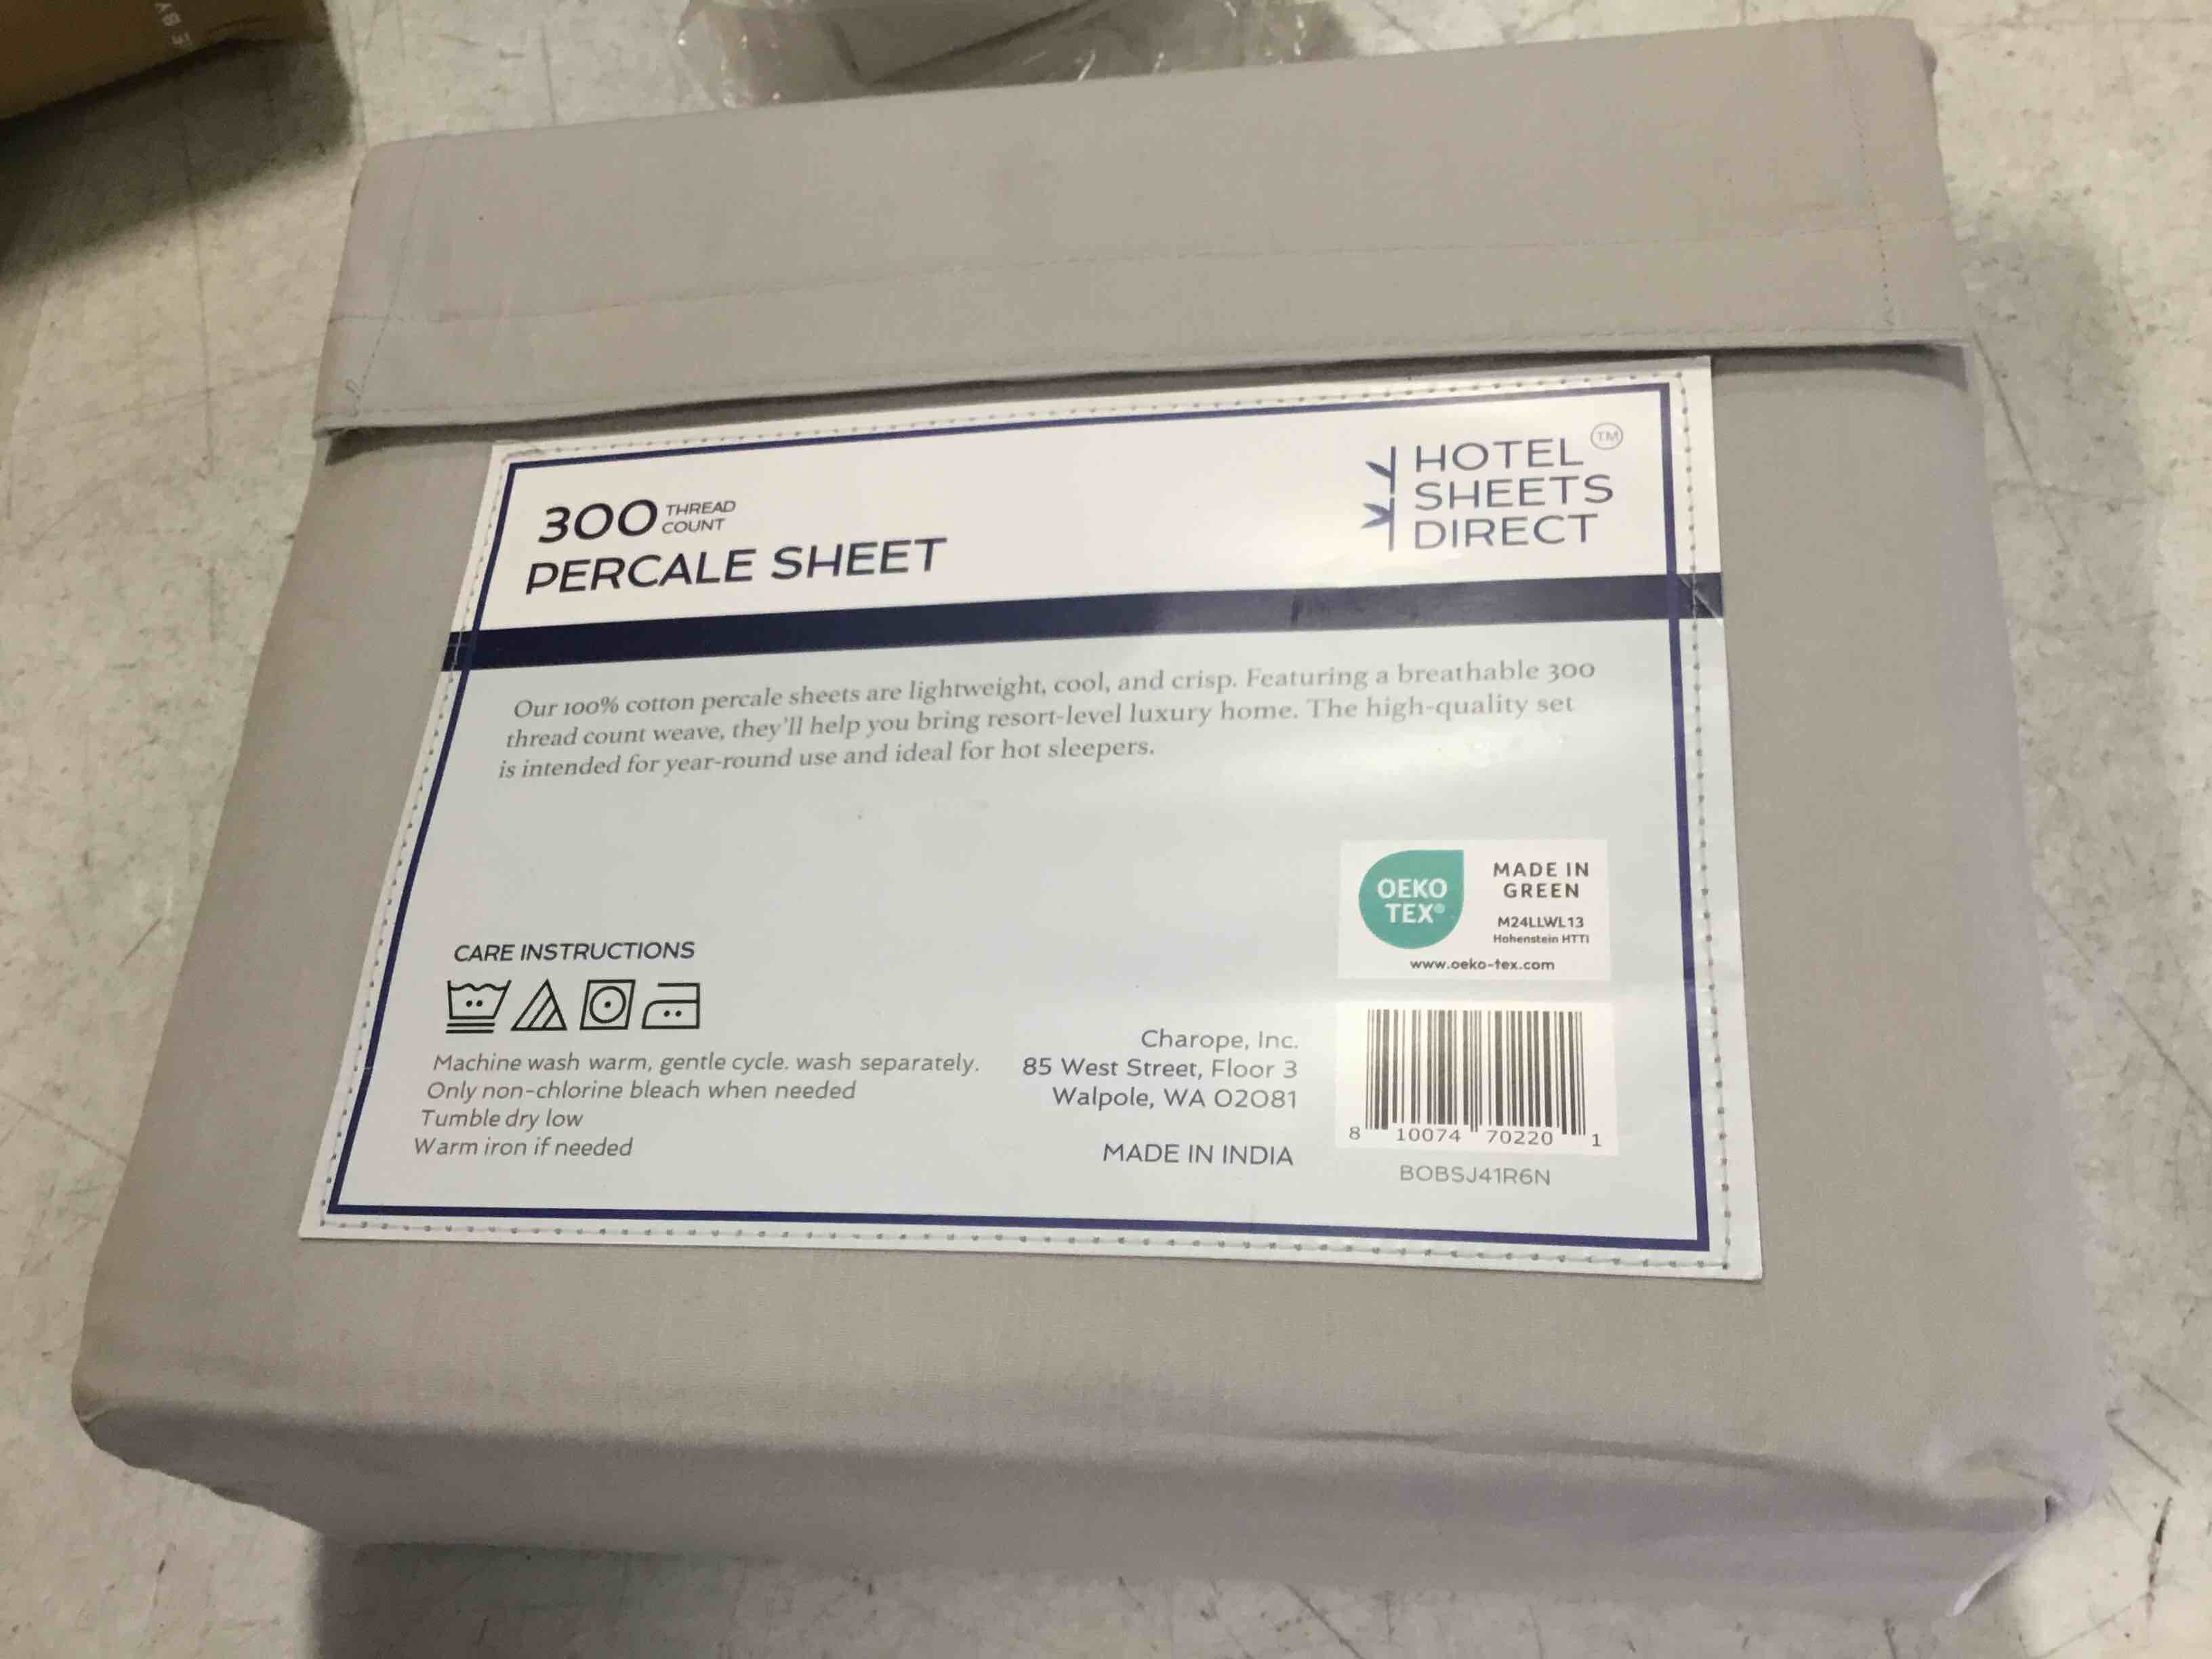 300 THREAD
COUNT
PERCALE SHEET
HOTEL TM
SHEETS
DIRECT
Our 100% cotton percale sheets are lightweight, cool, and crisp. Featuring a breathable 300
thread count weave, they'll help you bring resort-level luxury home. The high-quality set
is intended for year-round use and ideal for hot sleepers.
OEKO
TEX®
MADE IN
GREEN
M24LLWL13
Hohenstein HTTI
www.oeko-tex.com
CARE INSTRUCTIONS
Machine wash warm, gentle cycle. wash separately.
Only non-chlorine bleach when needed
Tumble dry low
Warm iron if needed
Charope, Inc.
85 West Street, Floor 3
Walpole, WA 02081
MADE IN INDIA
8 10074 70220 1
BOBSJ41R6N